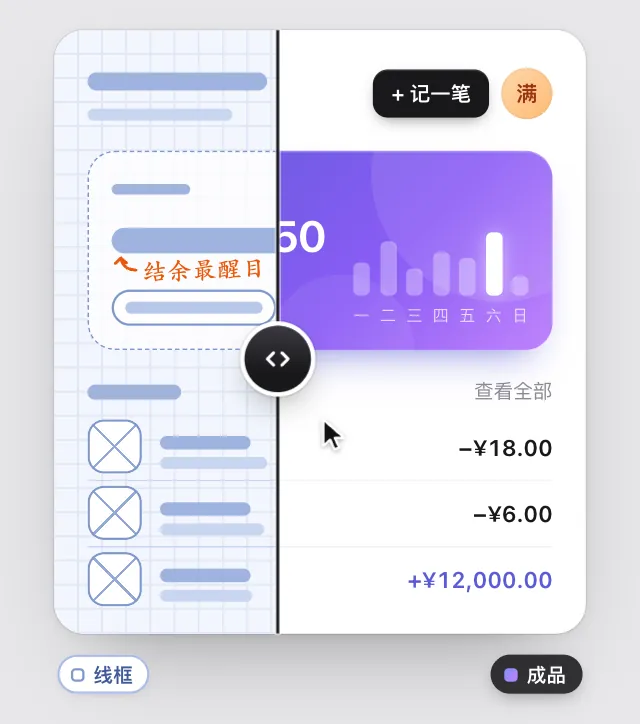 + 记一笔
满
50
结余最醒目
一 二 三 四 五 六 日
查看全部
−¥18.00
−¥6.00
+¥12,000.00
线框
成品